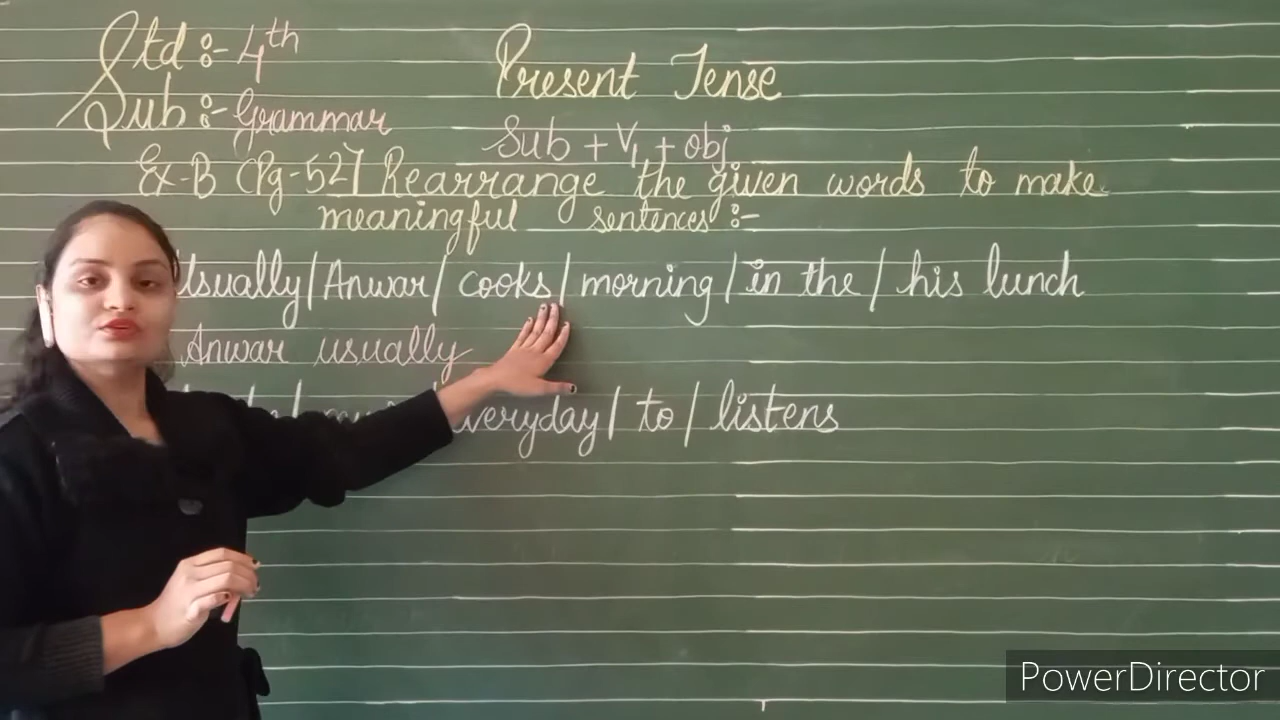 Std :- 4th
Present Tense
Sub :- Grammar
Sub + V1 + obj
Ex-B (Pg-52) Rearrange the given words to make
meaningful sentences :-
Usually/Anwar/cooks/morning/in the/his lunch
Anwar usually
everyday/to/listens
PowerDirector